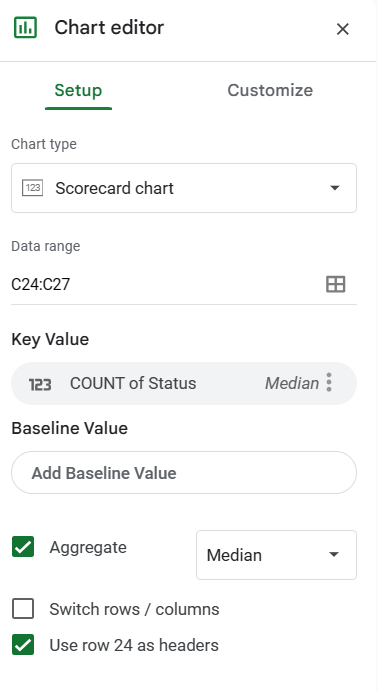 Chart editor
Setup Customize
Chart type
123 Scorecard chart
Data range
C24:C27
Key Value
123 COUNT of Status Median
Baseline Value
Add Baseline Value
Aggregate Median
Switch rows / columns
Use row 24 as headers